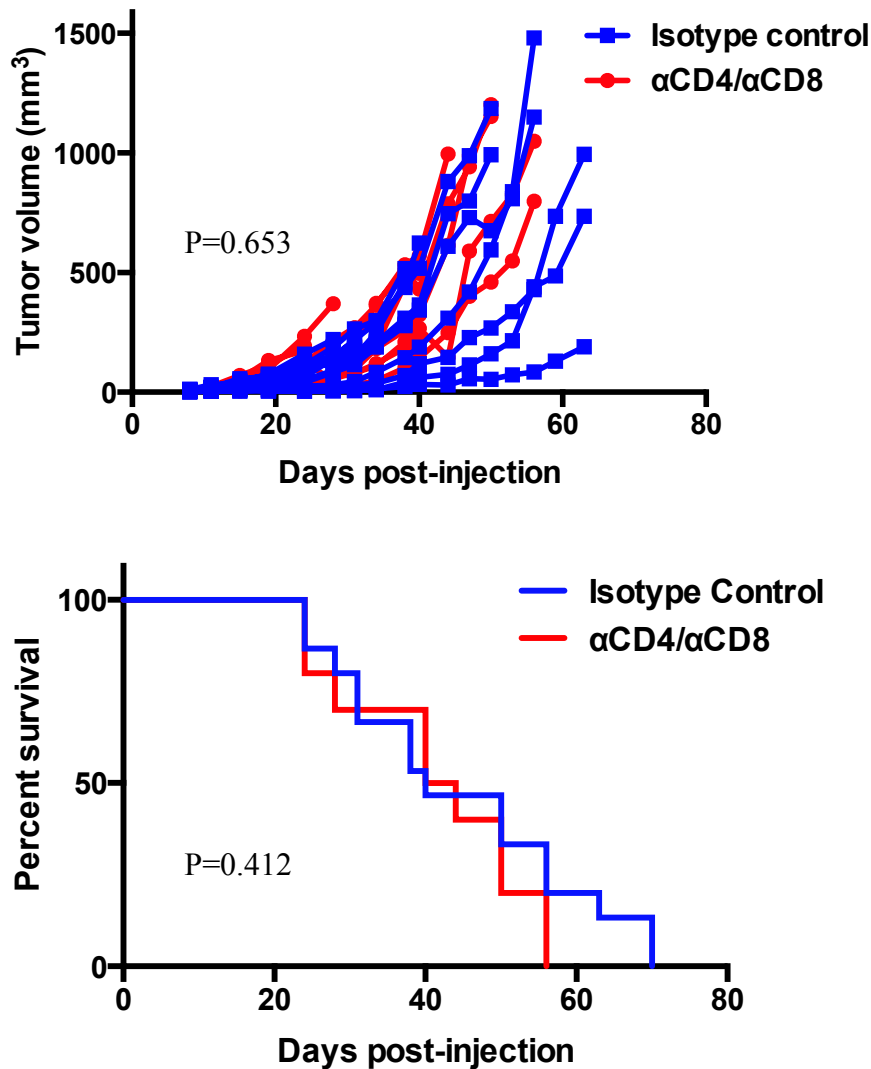 1500
1000
500
0
Tumor volume (mm³)
Isotype control
αCD4/αCD8
P=0.653
0 20 40 60 80
Days post-injection
100
50
0
Percent survival
Isotype Control
αCD4/αCD8
P=0.412
0 20 40 60 80
Days post-injection